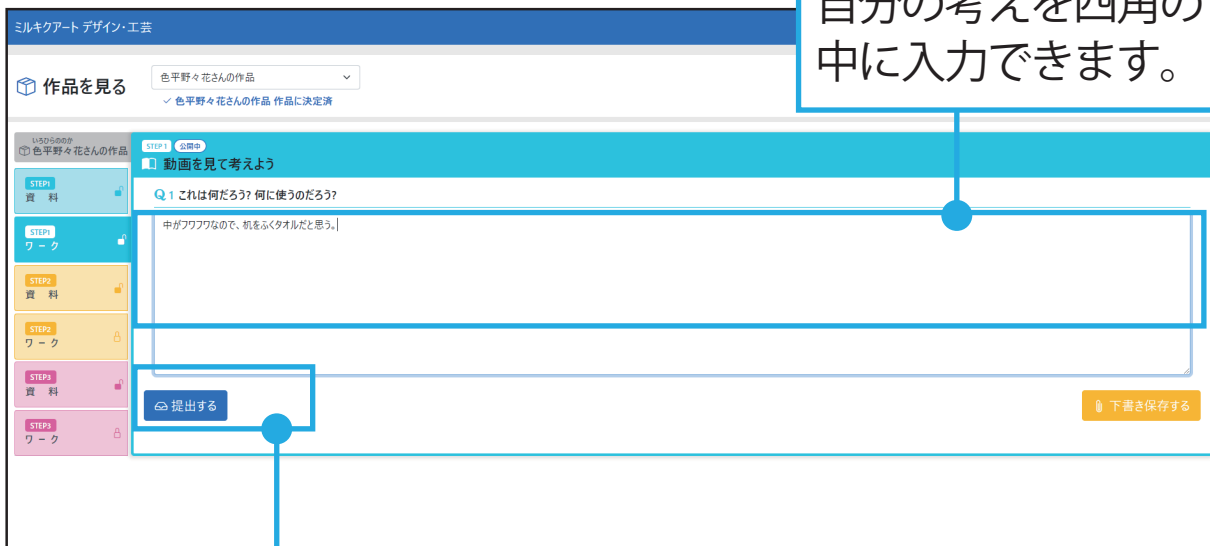 自分の考えを四角の
中に入力できます。
ミルキクアート デザイン・工芸
作品を見る
色平野々花さんの作品
色平野々花さんの作品 作品に決定済
いろひらののか
色平野々花さんの作品
STEP1 公開中
動画を見て考えよう
STEP1
資 料
Q 1 これは何だろう? 何に使うのだろう?
中がフワフワなので、机をふくタオルだと思う。
STEP1
ワーク
STEP2
資 料
STEP2
ワーク
STEP3
資 料
STEP3
ワーク
提出する
下書き保存する